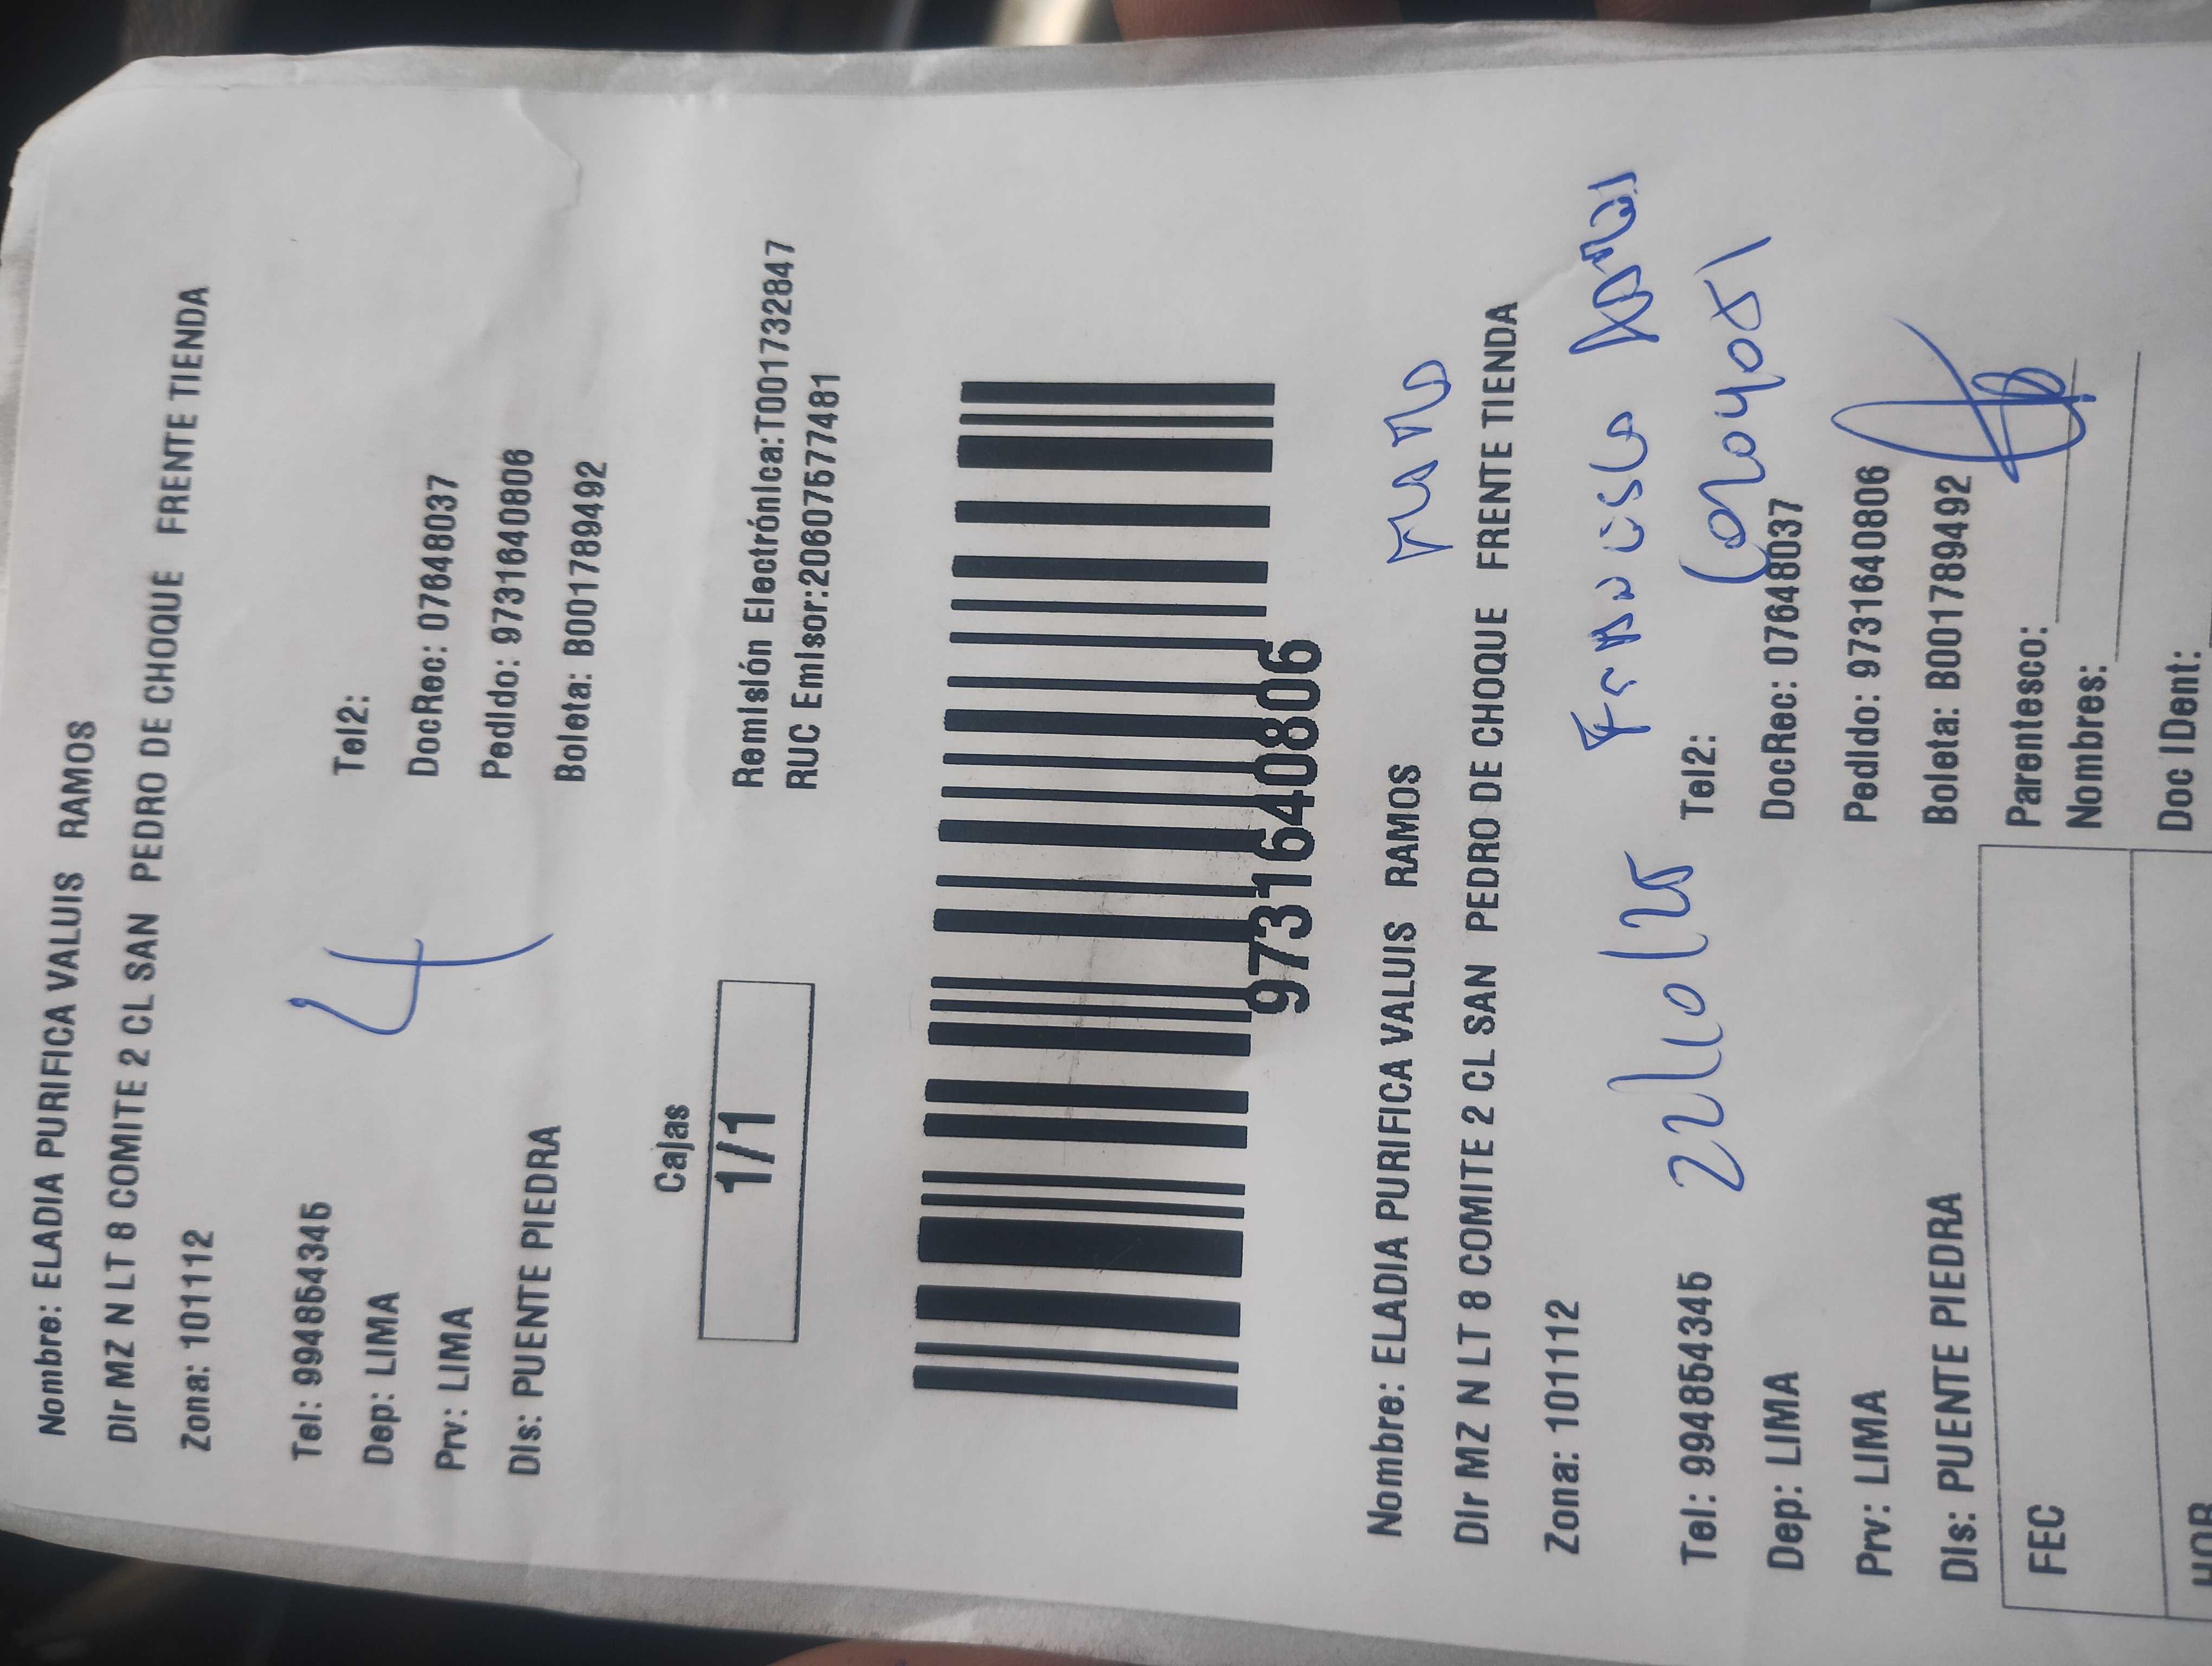 Nombre: ELADIA PURIFICA VALUIS RAMOS
Dir MZ N LT 8 COMITE 2 CL SAN PEDRO DE CHOQUE FRENTE TIENDA
Zona: 101112
Tel: 994854345 Tel2:
4
Dep: LIMA DocRec: 07648037
Prv: LIMA Pedido: 9731640806
Dis: PUENTE PIEDRA Boleta: B001789492
Cajas
1/1
Remisión Electrónica:T001732847
RUC Emisor:20607577481
9731640806
Nombre: ELADIA PURIFICA VALUIS RAMOS
Dir MZ N LT 8 COMITE 2 CL SAN PEDRO DE CHOQUE FRENTE TIENDA
Zona: 101112
Tel: 994854345 22/10/25 Tel2:
Dep: LIMA DocRec: 07648037
Prv: LIMA Pedido: 9731640806
Dis: PUENTE PIEDRA Boleta: B001789492
Parentesco:
FEC Nombres:
Doc IDent: